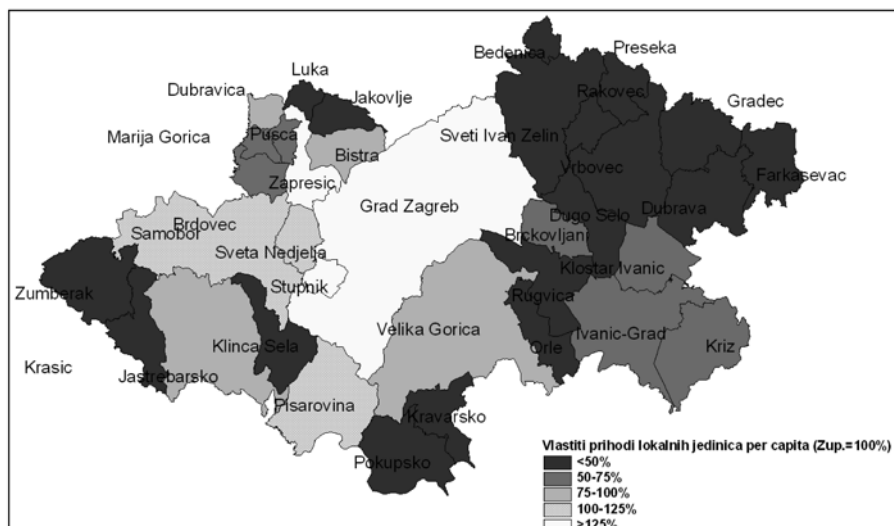 Bedenica
Preseka
Luka
Dubravica
Jakovlje
Rakovec
Gradec
Marija Gorica
Pusca
Bistra
Sveti Ivan Zelin
Vrbovec
Farkasevac
Zapresic
Grad Zagreb
Dugo Selo
Dubrava
Samobor
Brdovec
Sveta Nedjelja
Brckovljani
Stupnik
Klostar Ivanic
Zumberak
Rugvica
Klinca Sela
Velika Gorica
Ivanic-Grad
Orle
Kriz
Krasic
Jastrebarsko
Pisarovina
Kravarsko
Pokupsko
Vlastiti prihodi lokalnih jedinica per capita (Zup.=100%)
<50%
50-75%
75-100%
100-125%
>125%